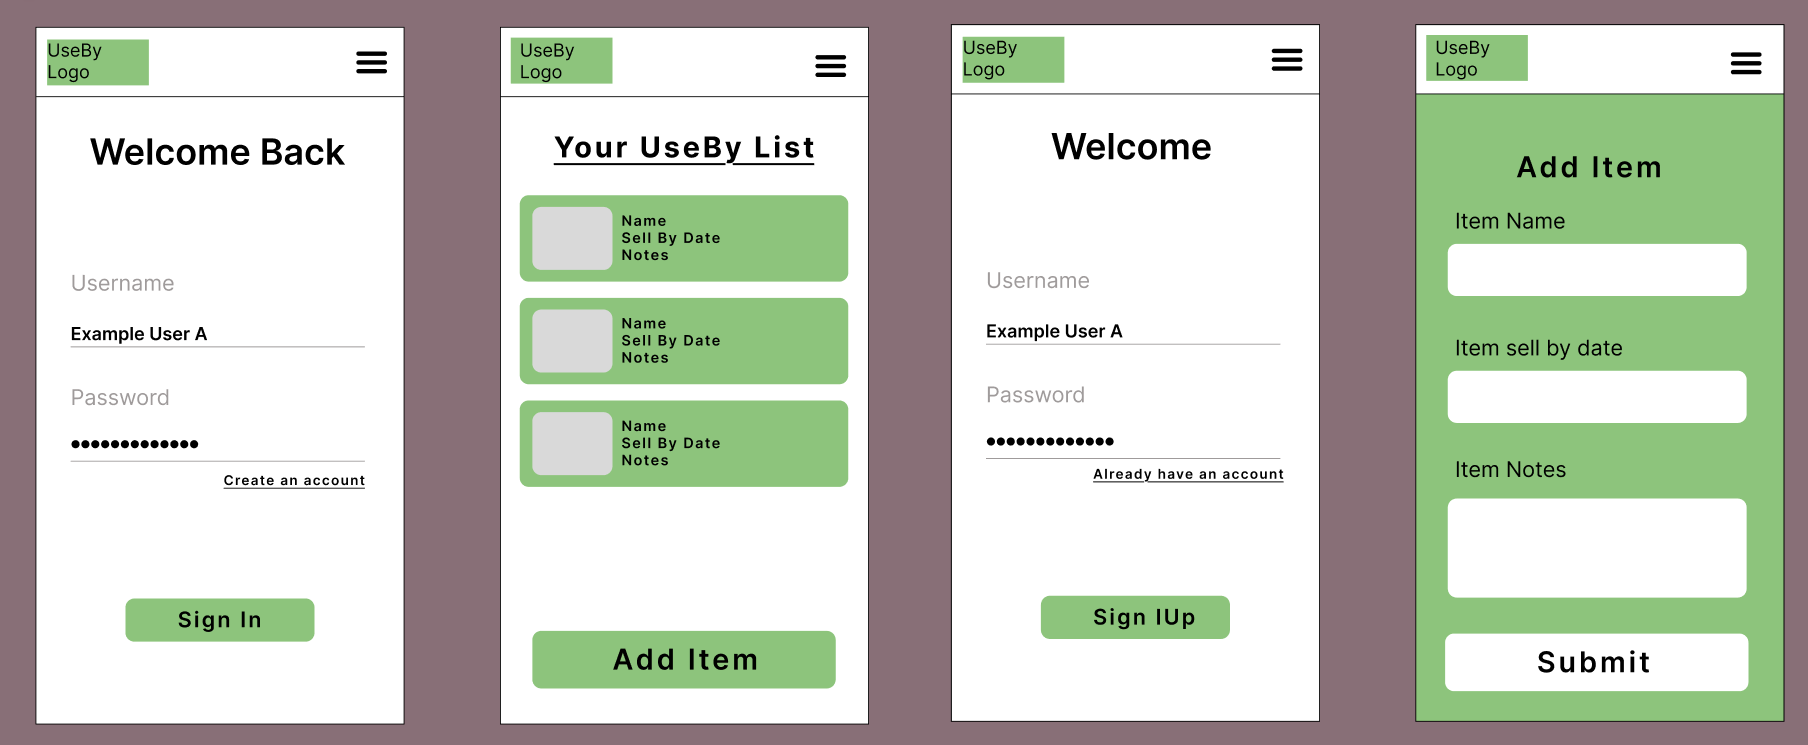 UseBy
Logo
Welcome Back
Username
Example User A
Password
Create an account
Sign In
UseBy
Logo
Your UseBy List
Name
Sell By Date
Notes
Name
Sell By Date
Notes
Name
Sell By Date
Notes
Add Item
UseBy
Logo
Welcome
Username
Example User A
Password
Already have an account
Sign IUp
UseBy
Logo
Add Item
Item Name
Item sell by date
Item Notes
Submit